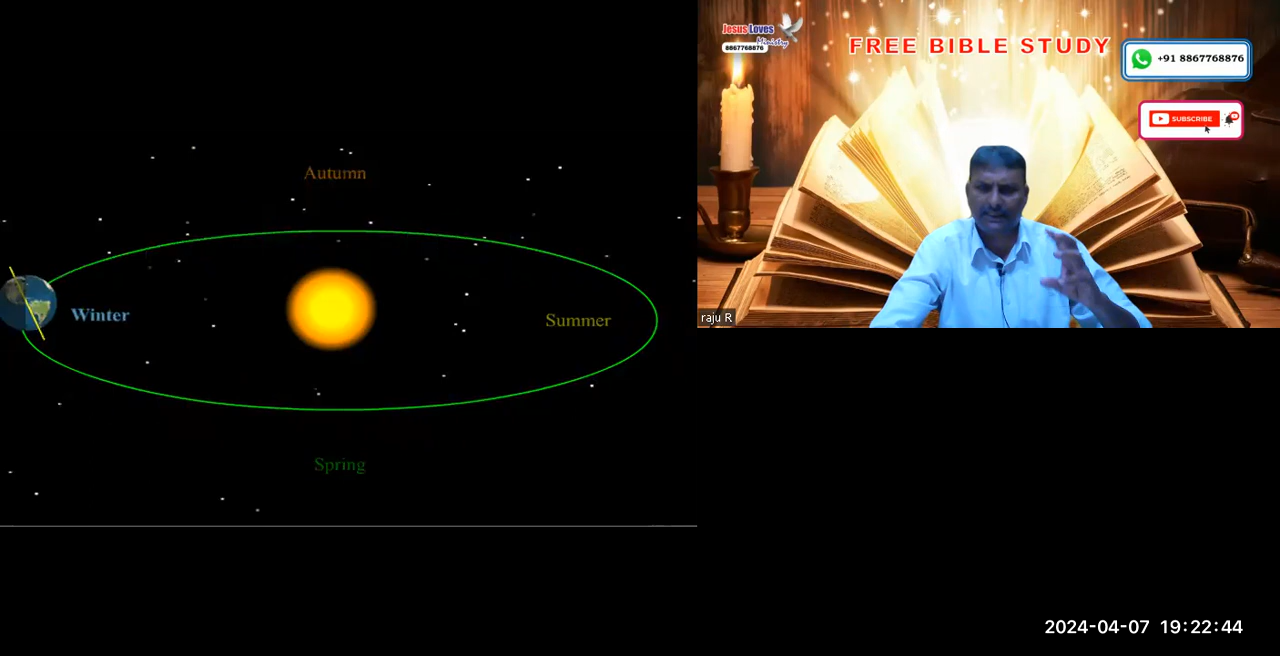 Autumn
Winter
Summer
Spring
Jesus Loves
Ministry
8867768876
FREE BIBLE STUDY
+91 8867768876
SUBSCRIBE
raju R
2024-04-07 19:22:44